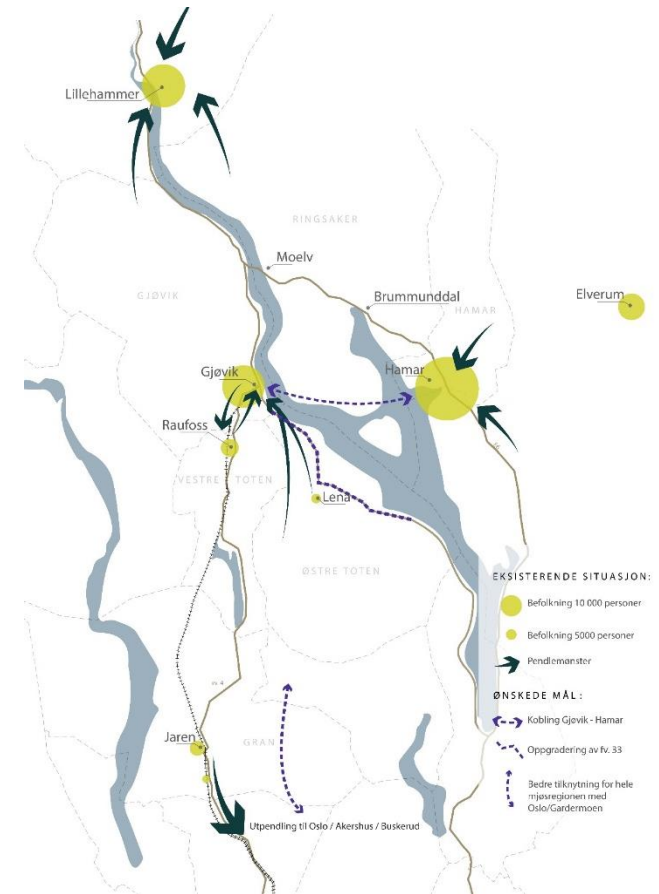 Lillehammer
RINGSAKER
Moelv
GJØVIK
Brummunddal
Elverum
HAMAR
Gjøvik
Hamar
Raufoss
VESTRE TOTEN
Lena
ØSTRE TOTEN
EKSISTERENDE SITUASJON:
Befolkning 10 000 personer
Befolkning 5000 personer
Pendlemønster
ØNSKEDE MÅL:
Kobling Gjøvik - Hamar
Oppgradering av fv. 33
Bedre tilknytning for hele
mjøsregionen med
Oslo/Gardermoen
Jaren
GRAN
Utpendling til Oslo / Akershus / Buskerud